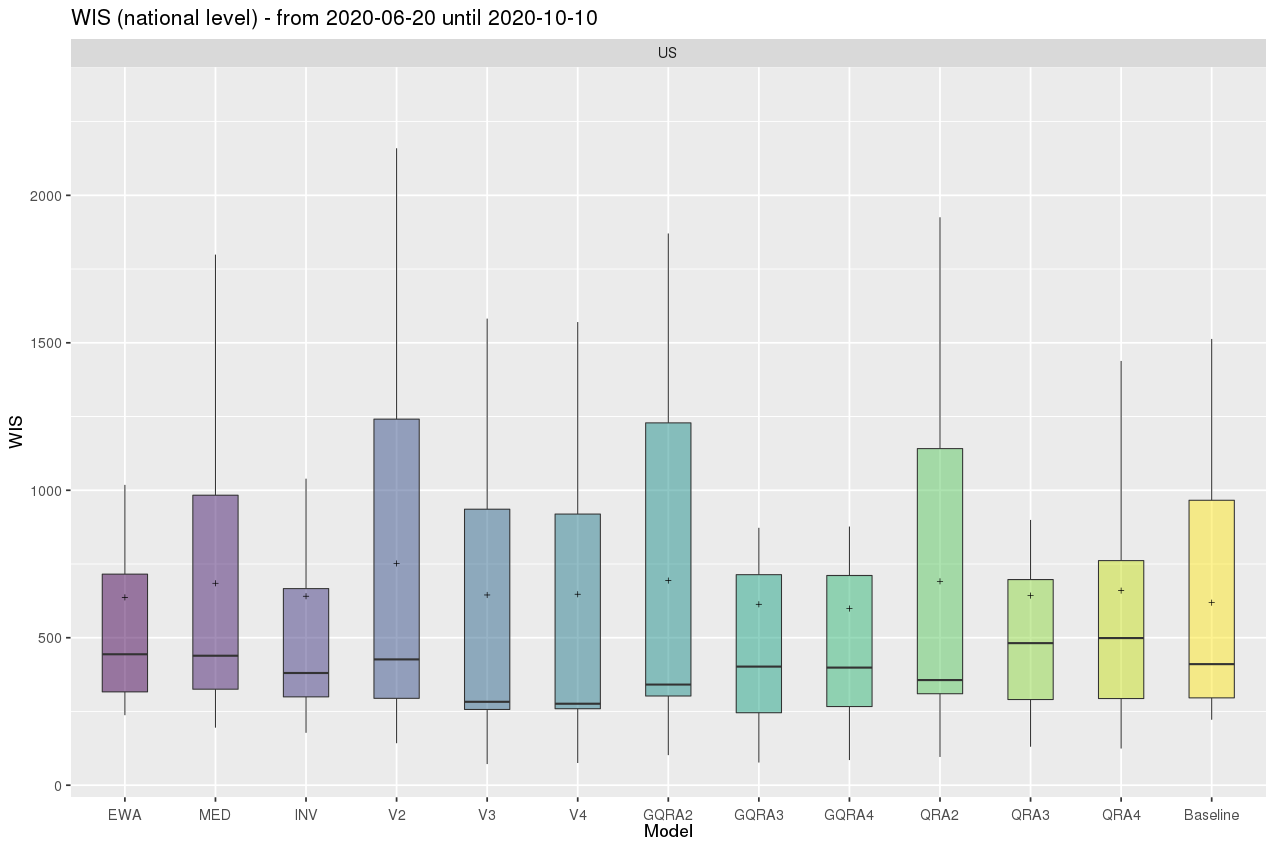 WIS (national level) - from 2020-06-20 until 2020-10-10
US
WIS
2000
1500
1000
500
0
EWA MED INV V2 V3 V4 GQRA2 GQRA3 GQRA4 QRA2 QRA3 QRA4 Baseline
Model